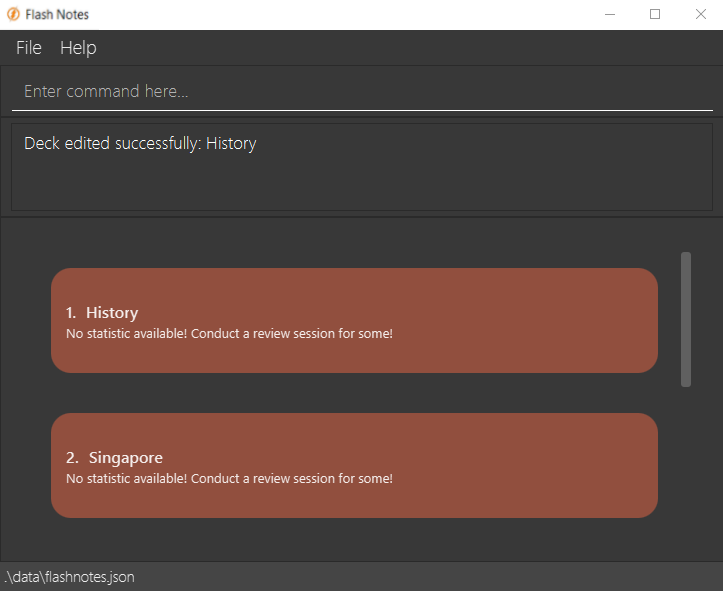 Flash Notes
File Help
Enter command here...
Deck edited successfully: History
1. History
No statistic available! Conduct a review session for some!
2. Singapore
No statistic available! Conduct a review session for some!
.\data\flashnotes.json